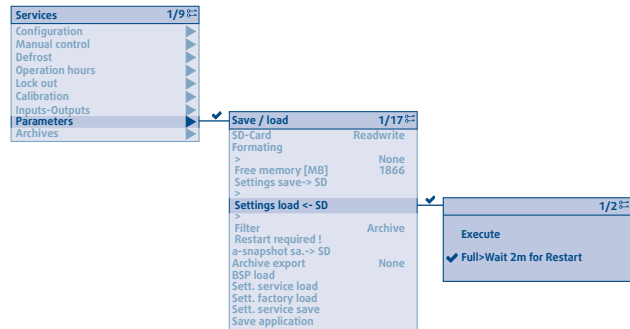 Services 1/9
Configuration
Manual control
Defrost
Operation hours
Lock out
Calibration
Inputs-Outputs
Parameters
Archives
Save / load 1/17
SD-Card Readwrite
Formating
> None
Free memory [MB] 1866
Settings save-> SD
>
Settings load <- SD
>
Filter Archive
Restart required !
a-snapshot sa.-> SD
Archive export None
BSP load
Sett. service load
Sett. factory load
Sett. service save
Save application
1/2
Execute
Full>Wait 2m for Restart